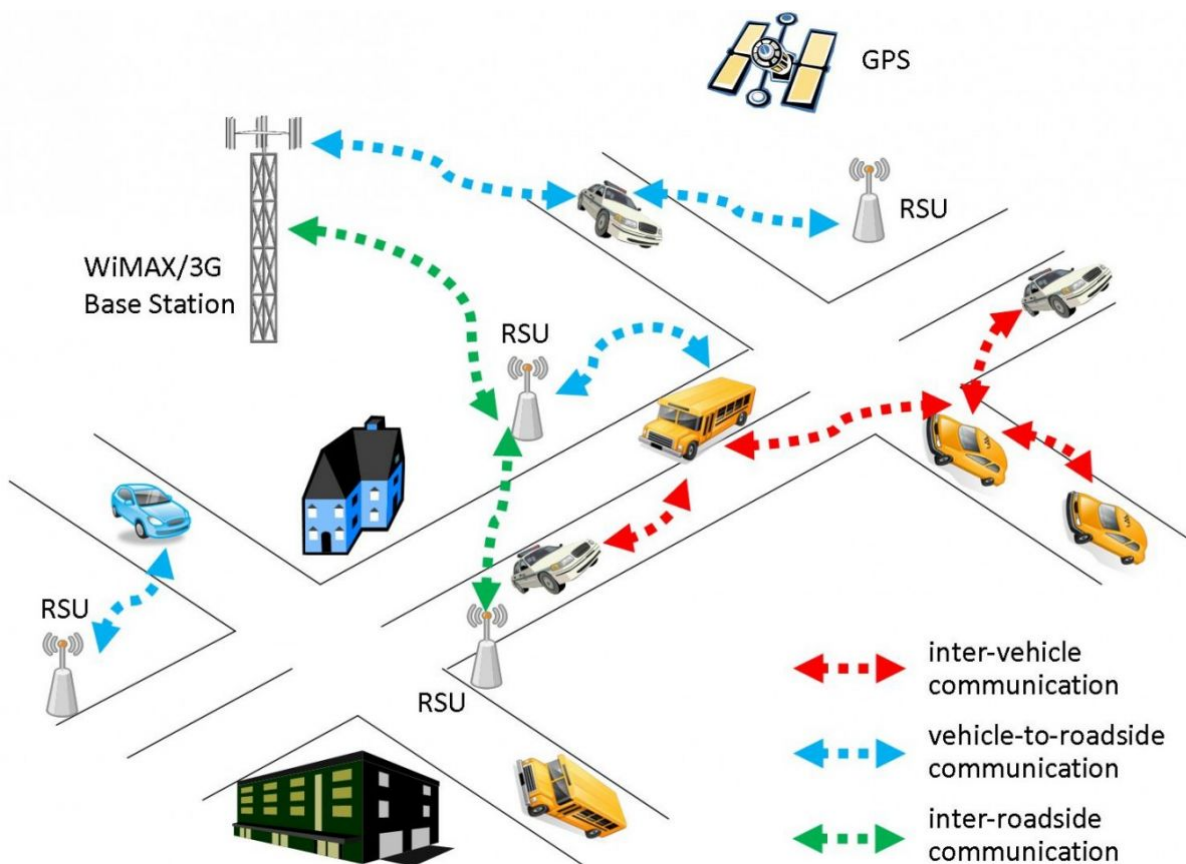 GPS
RSU
WiMAX/3G
Base Station
RSU
RSU
RSU
inter-vehicle
communication
vehicle-to-roadside
communication
inter-roadside
communication